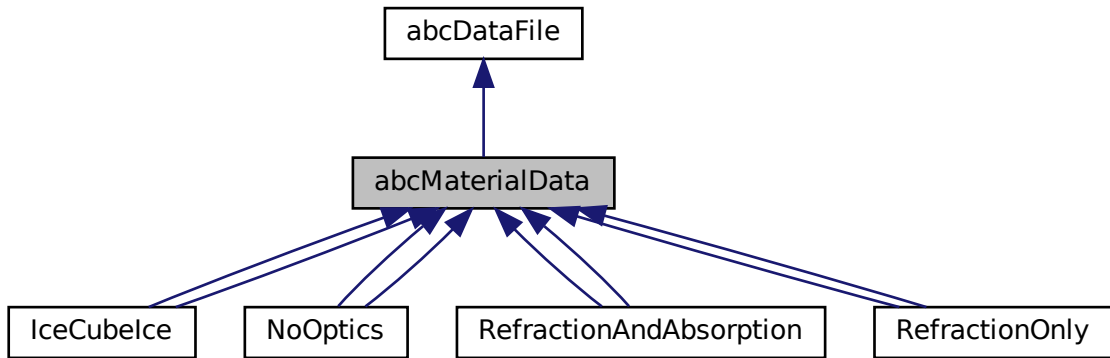 abcDataFile
abcMaterialData
IceCubeIce
NoOptics
RefractionAndAbsorption
RefractionOnly